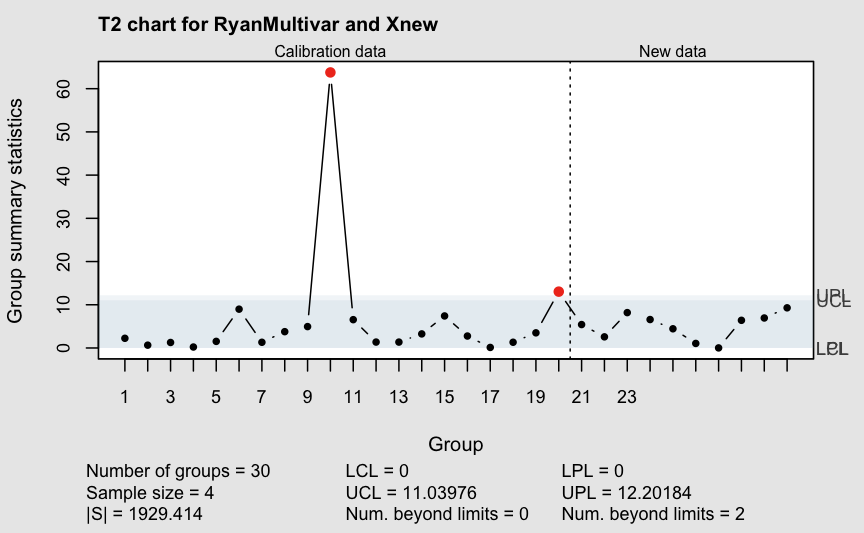 T2 chart for RyanMultivar and Xnew
Calibration data New data
Group summary statistics
60
50
40
30
20
10
0
UPL
UCL
LPL
LCL
1 3 5 7 9 11 13 15 17 19 21 23
Group
Number of groups = 30 LCL = 0 LPL = 0
Sample size = 4 UCL = 11.03976 UPL = 12.20184
|S| = 1929.414 Num. beyond limits = 0 Num. beyond limits = 2